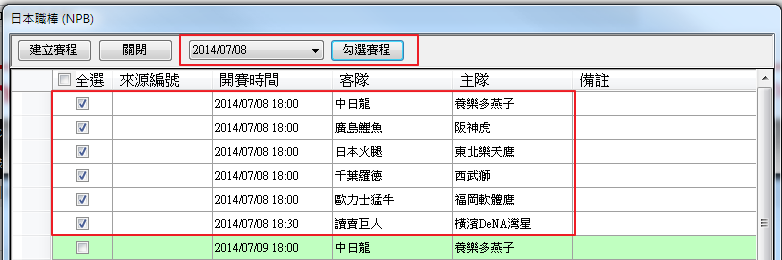 日本職棒 (NPB)
建立賽程 關閉 2014/07/08 勾選賽程
全選 來源編號 開賽時間 客隊 主隊 備註
2014/07/08 18:00 中日龍 養樂多燕子
2014/07/08 18:00 廣島鯉魚 阪神虎
2014/07/08 18:00 日本火腿 東北樂天鷹
2014/07/08 18:00 千葉羅德 西武獅
2014/07/08 18:00 歐力士猛牛 福岡軟體鷹
2014/07/08 18:30 讀賣巨人 橫濱DeNA灣星
2014/07/09 18:00 中日龍 養樂多燕子